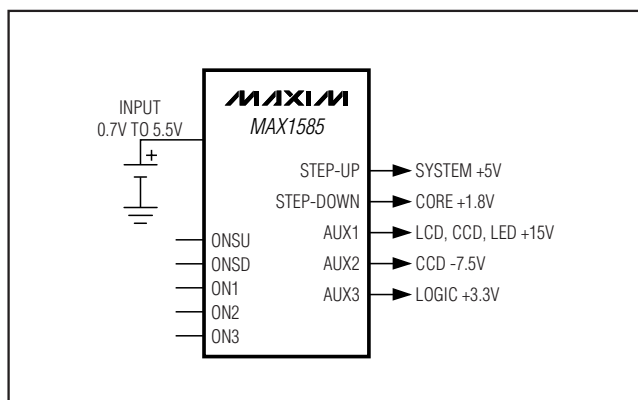 MAXIM
MAX1585
INPUT
0.7V TO 5.5V
+
STEP-UP
SYSTEM +5V
STEP-DOWN
CORE +1.8V
AUX1
LCD, CCD, LED +15V
AUX2
CCD -7.5V
AUX3
LOGIC +3.3V
ONSU
ONSD
ON1
ON2
ON3